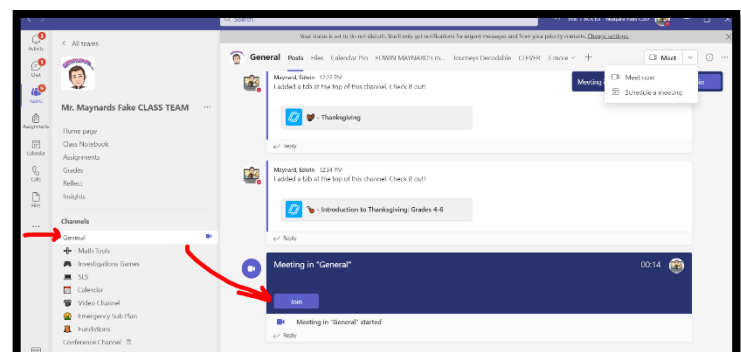 Search
Your status is set to do not disturb. You'll only get notifications for urgent messages and from your priority contacts. Change settings.
Activity
Chat
Teams
Assignments
Calendar
Calls
Files
All teams
Mr. Maynards Fake CLASS TEAM
Home page
Class Notebook
Assignments
Grades
Reflect
Insights
Channels
General
Math Tools
Investigations Games
SLS
Calendar
Video Channel
Emergency Sub Plan
Fundations
Conference Channel
General Posts Files Calendar Pro EDWIN MAYNARD's m... Journeys Decodable CLEVER 3 more
Meet
Meet now
Schedule a meeting
Maynard, Edwin 12:29 PM
I added a tab at the top of this channel. Check it out!
- Thanksgiving
Reply
Maynard, Edwin 12:34 PM
I added a tab at the top of this channel. Check it out!
- Introduction to Thanksgiving: Grades 4-6
Reply
Meeting in "General" 00:14
Join
Meeting in "General" started
Reply